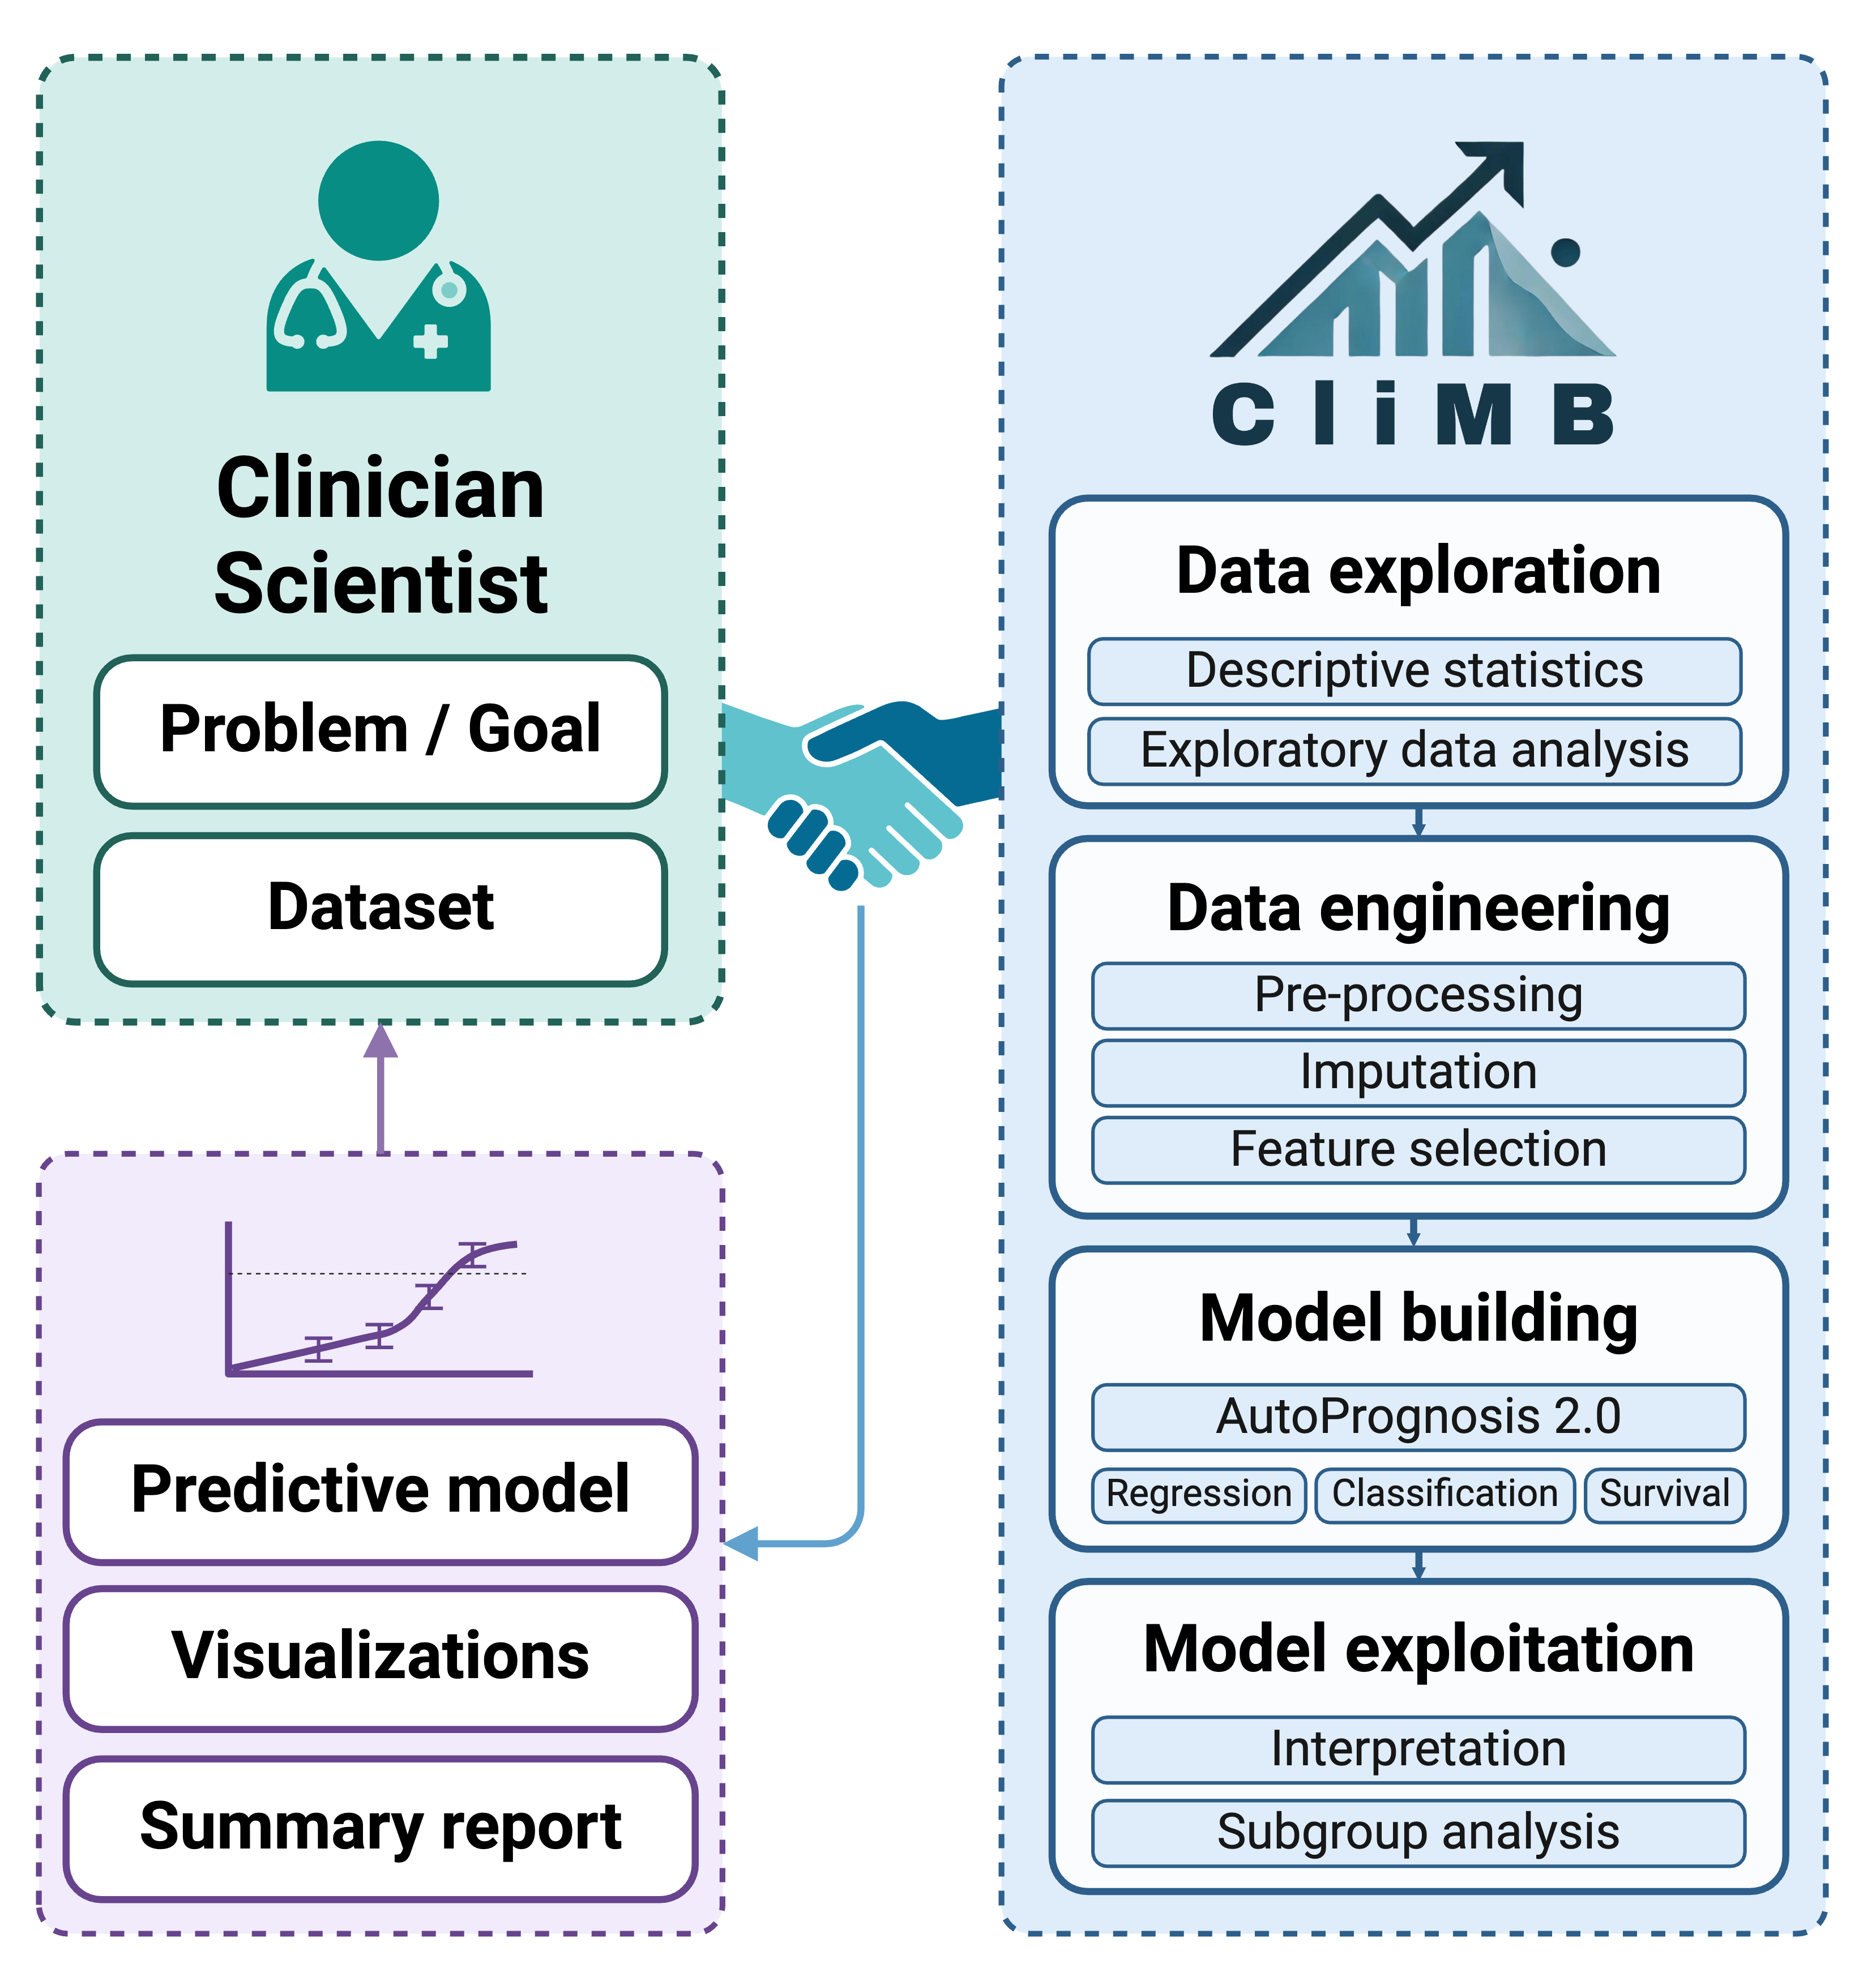 Clinician
Scientist
Problem / Goal
Dataset
Predictive model
Visualizations
Summary report
CliMB
Data exploration
Descriptive statistics
Exploratory data analysis
Data engineering
Pre-processing
Imputation
Feature selection
Model building
AutoPrognosis 2.0
Regression
Classification
Survival
Model exploitation
Interpretation
Subgroup analysis